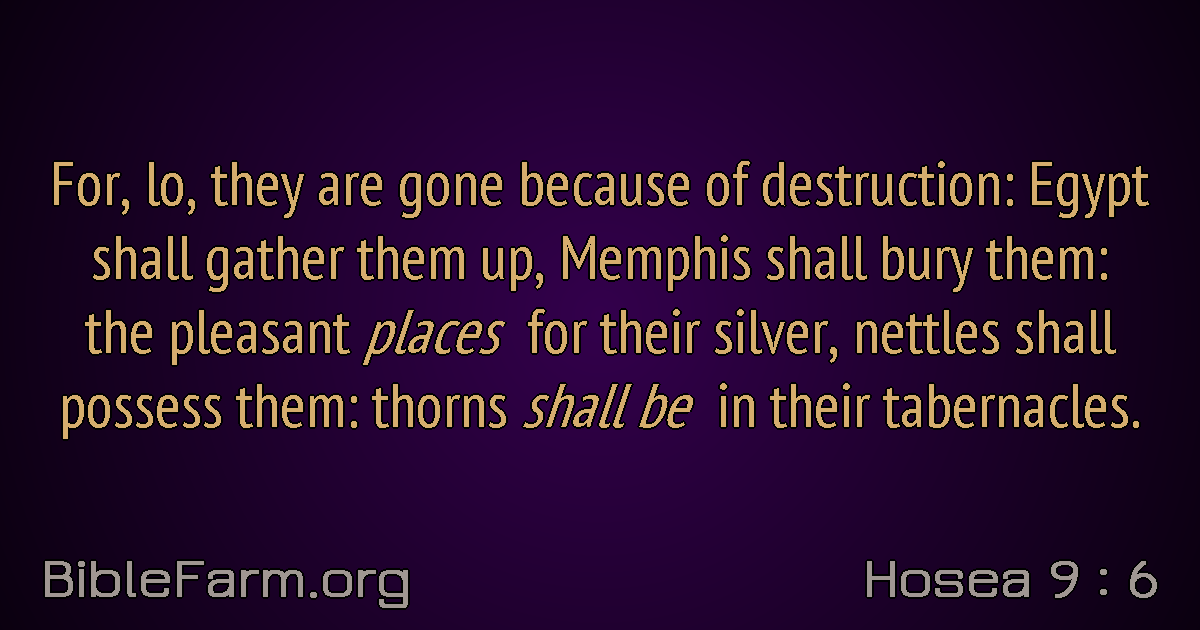 For, lo, they are gone because of destruction: Egypt
shall gather them up, Memphis shall bury them:
the pleasant places for their silver, nettles shall
possess them: thorns shall be in their tabernacles.
BibleFarm.org
Hosea 9 : 6